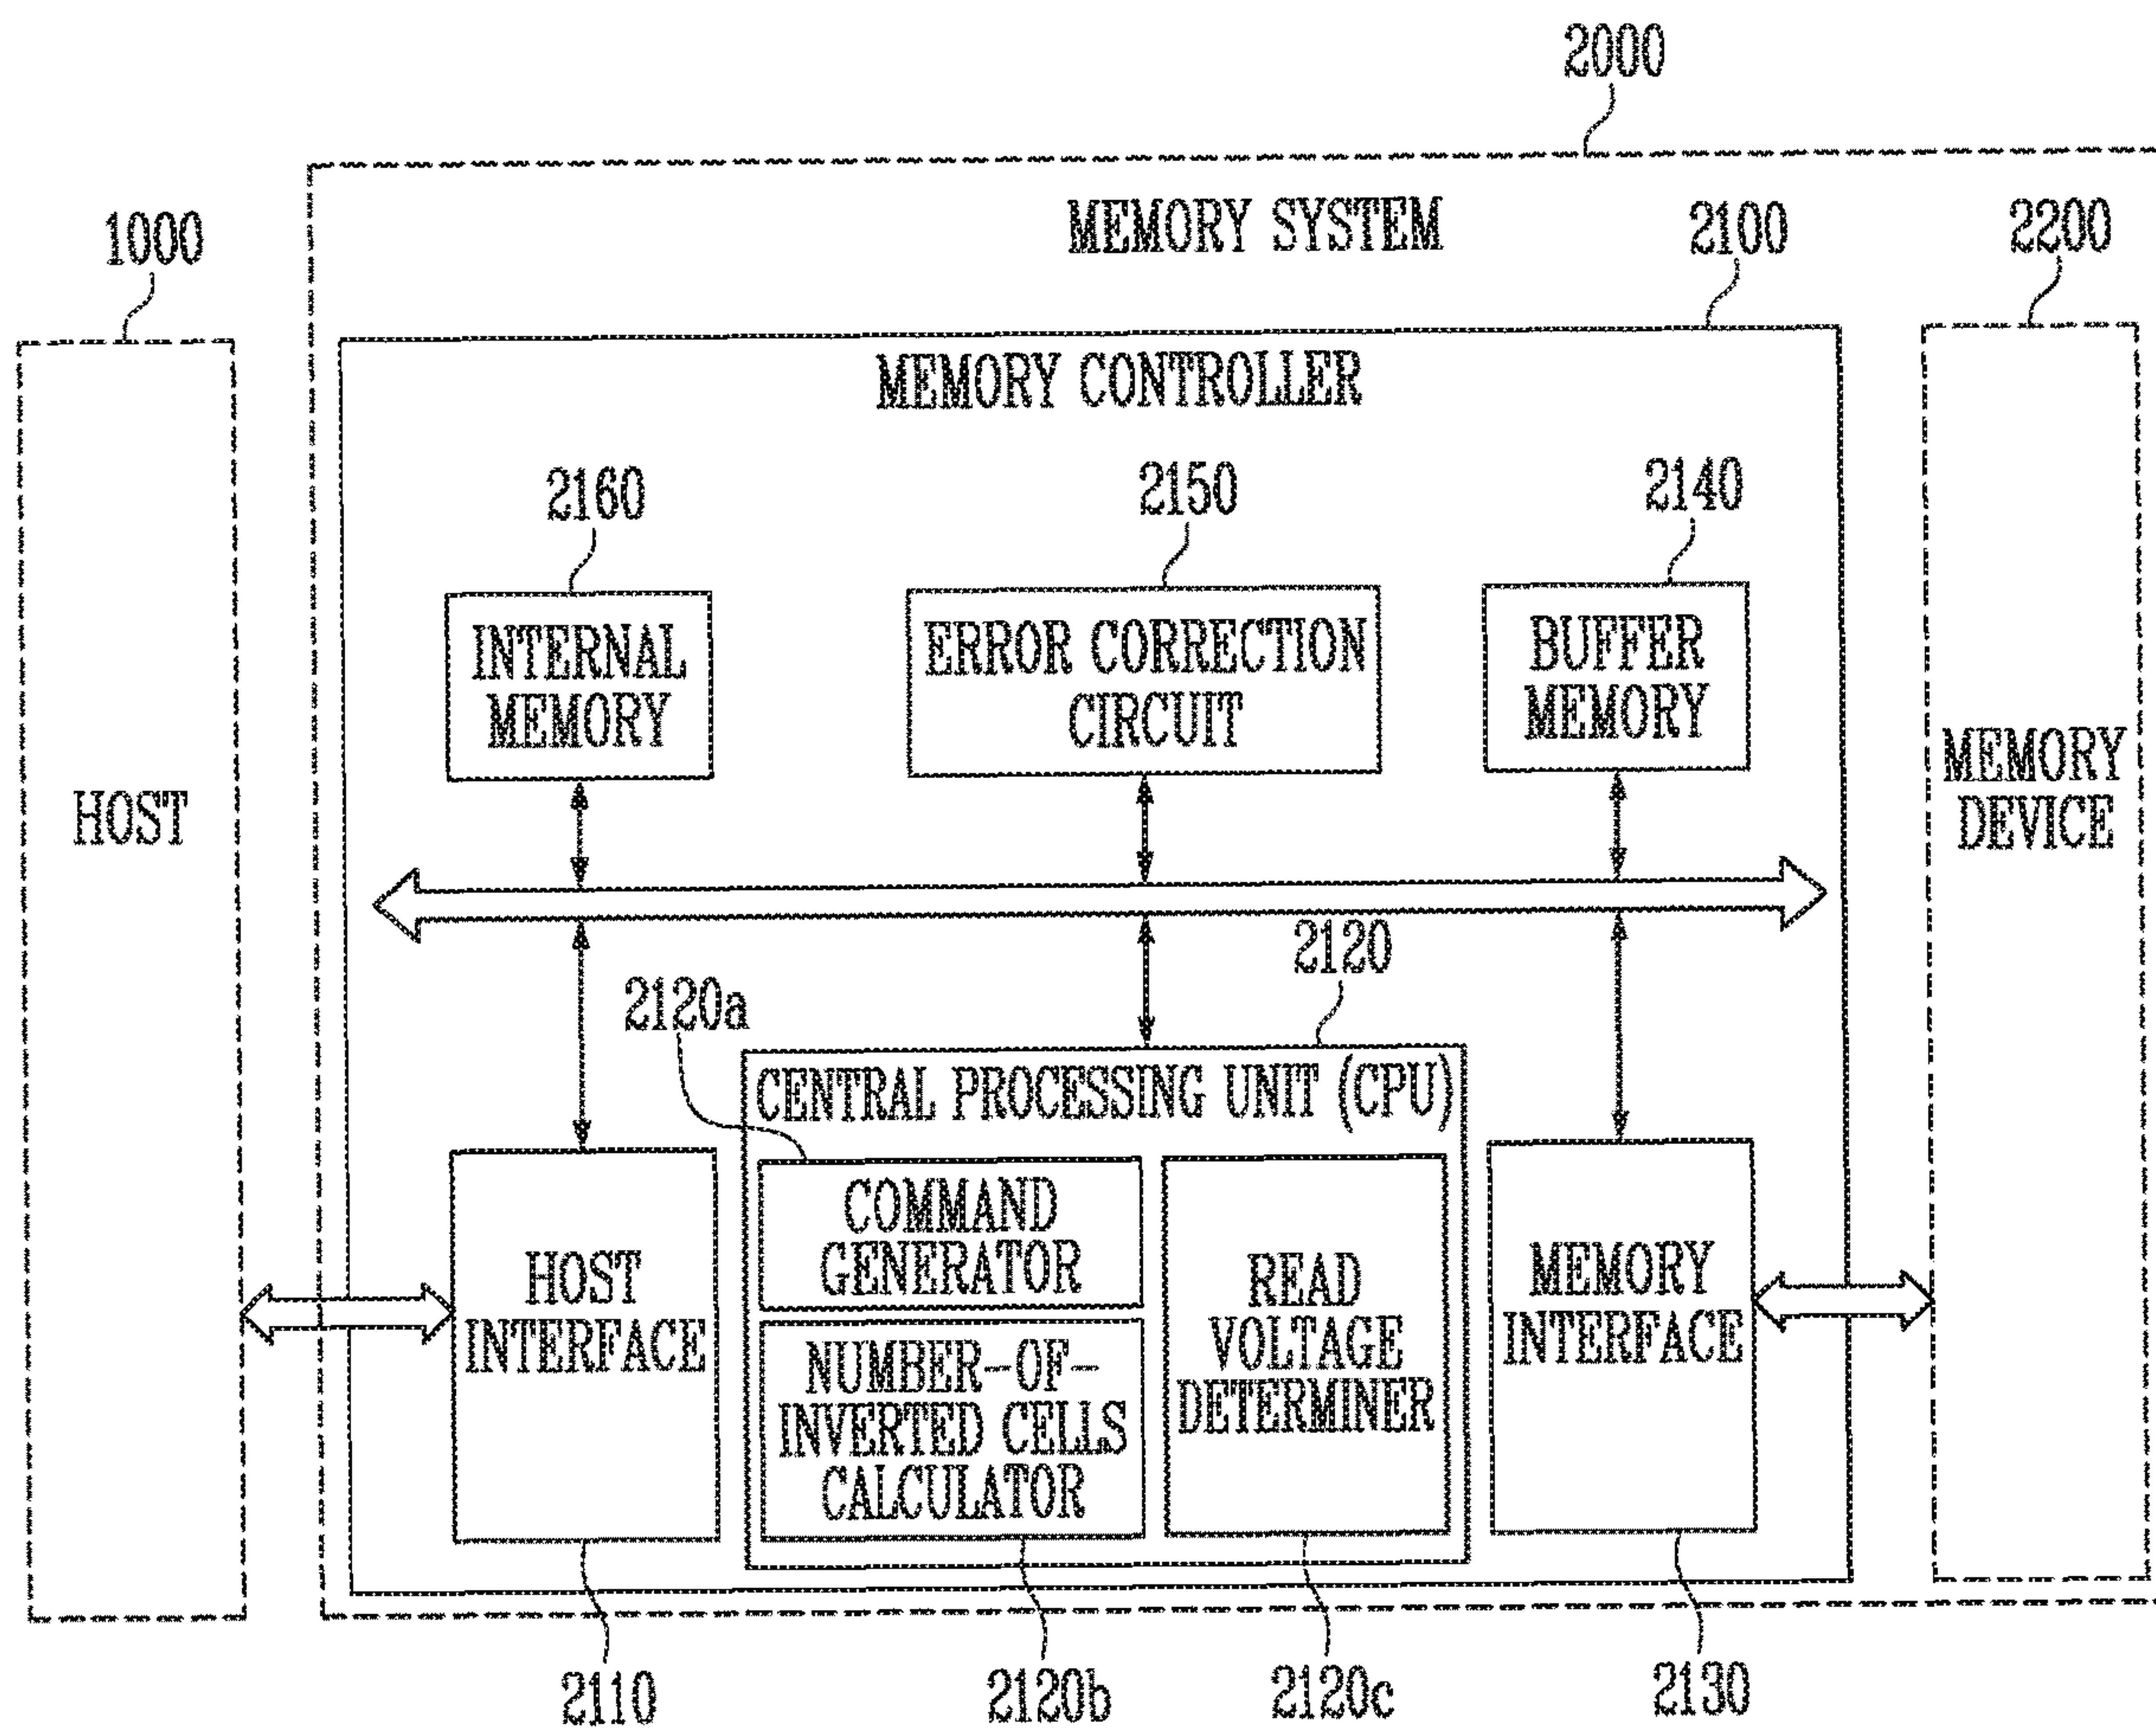 2000
MEMORY SYSTEM
1000
2100
2200
MEMORY CONTROLLER
2160
2150
2140
INTERNAL
MEMORY
ERROR CORRECTION
CIRCUIT
BUFFER
MEMORY
HOST
MEMORY
DEVICE
2120a
2120
CENTRAL PROCESSING UNIT (CPU)
HOST
INTERFACE
COMMAND
GENERATOR
NUMBER-OF-
INVERTED CELLS
CALCULATOR
READ
VOLTAGE
DETERMINER
MEMORY
INTERFACE
2110
2120b
2120c
2130